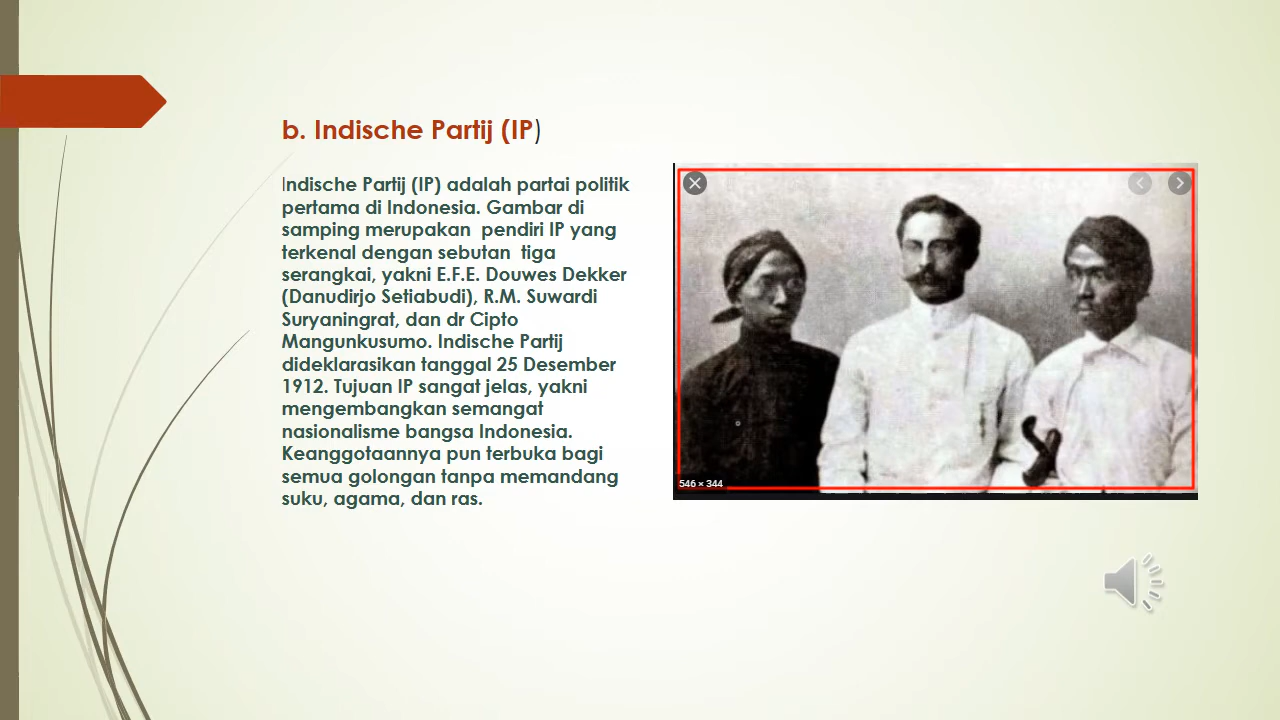 b. Indische Partij (IP)
Indische Partij (IP) adalah partai politik
pertama di Indonesia. Gambar di
samping merupakan  pendiri IP yang
terkenal dengan sebutan  tiga
serangkai, yakni E.F.E. Douwes Dekker
(Danudirjo Setiabudi), R.M. Suwardi
Suryaningrat, dan dr Cipto
Mangunkusumo. Indische Partij
dideklarasikan tanggal 25 Desember
1912. Tujuan IP sangat jelas, yakni
mengembangkan semangat
nasionalisme bangsa Indonesia.
Keanggotaannya pun terbuka bagi
semua golongan tanpa memandang
suku, agama, dan ras.
546 × 344